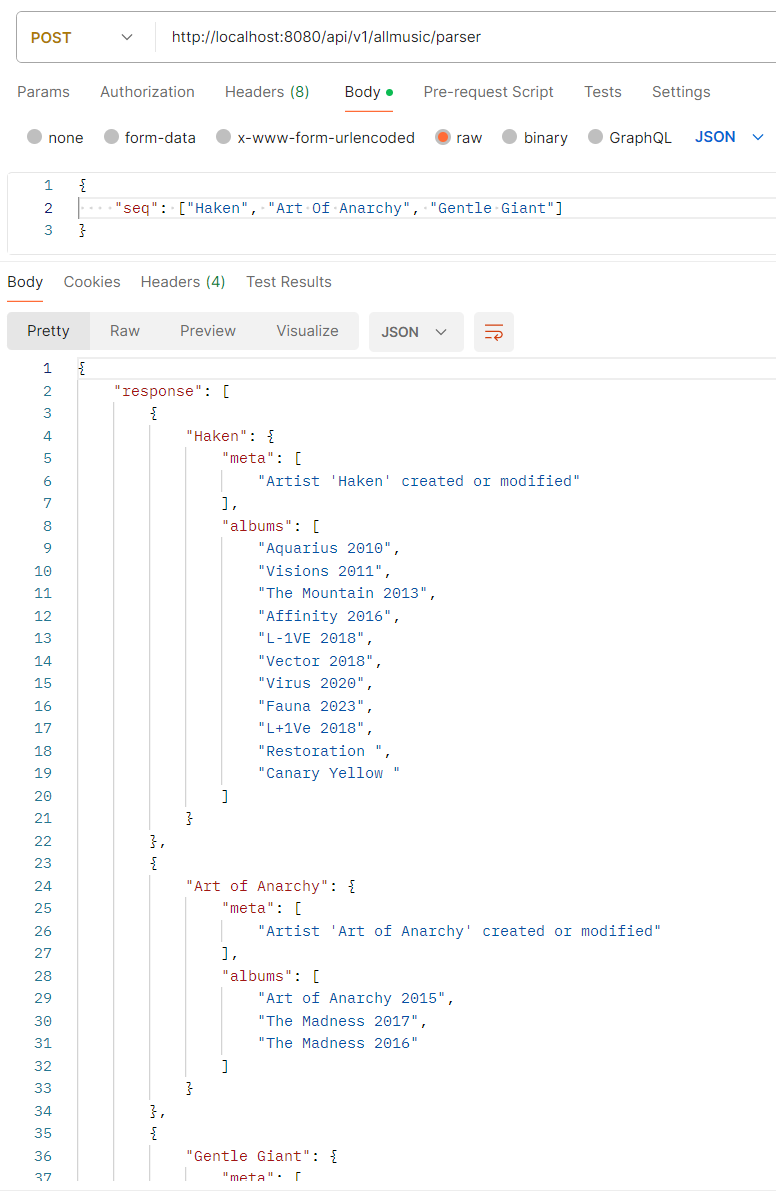 POST http://localhost:8080/api/v1/allmusic/parser
Params Authorization Headers (8) Body Pre-request Script Tests Settings
none form-data x-www-form-urlencoded raw binary GraphQL JSON
1 {
2 "seq": ["Haken", "Art Of Anarchy", "Gentle Giant"]
3 }
Body Cookies Headers (4) Test Results
Pretty Raw Preview Visualize JSON
1 {
2 "response": [
3 {
4 "Haken": {
5 "meta": [
6 "Artist 'Haken' created or modified"
7 ],
8 "albums": [
9 "Aquarius 2010",
10 "Visions 2011",
11 "The Mountain 2013",
12 "Affinity 2016",
13 "L-1VE 2018",
14 "Vector 2018",
15 "Virus 2020",
16 "Fauna 2023",
17 "L+1Ve 2018",
18 "Restoration ",
19 "Canary Yellow "
20 ]
21 }
22 },
23 {
24 "Art of Anarchy": {
25 "meta": [
26 "Artist 'Art of Anarchy' created or modified"
27 ],
28 "albums": [
29 "Art of Anarchy 2015",
30 "The Madness 2017",
31 "The Madness 2016"
32 ]
33 }
34 },
35 {
36 "Gentle Giant": {
37 "meta": [